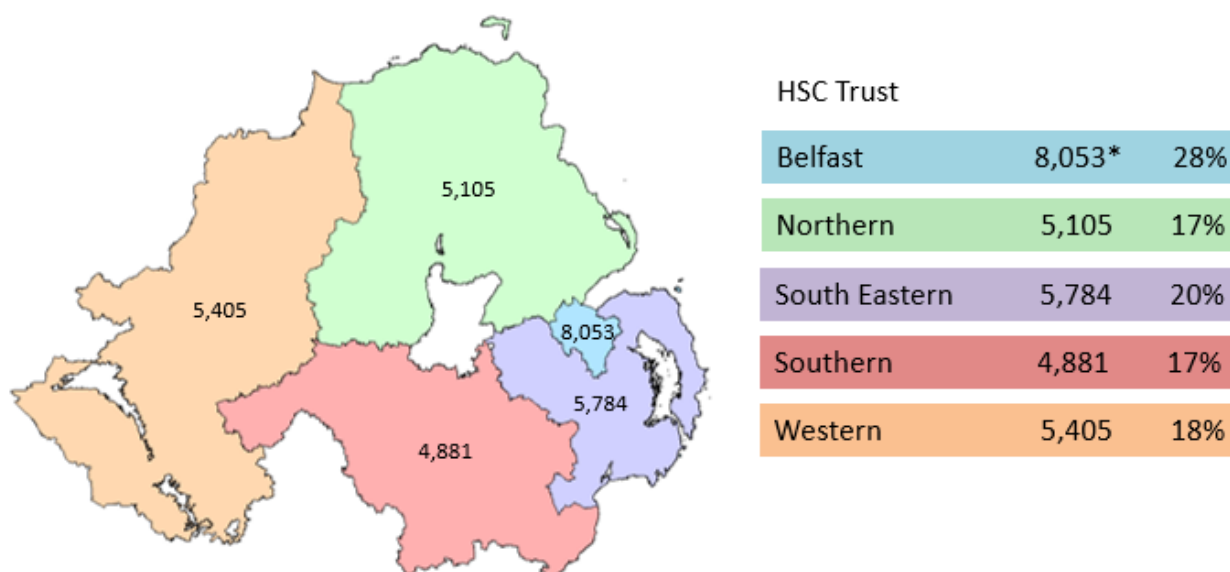 5,105
5,405
8,053
5,784
4,881
HSC Trust
Belfast 8,053* 28%
Northern 5,105 17%
South Eastern 5,784 20%
Southern 4,881 17%
Western 5,405 18%